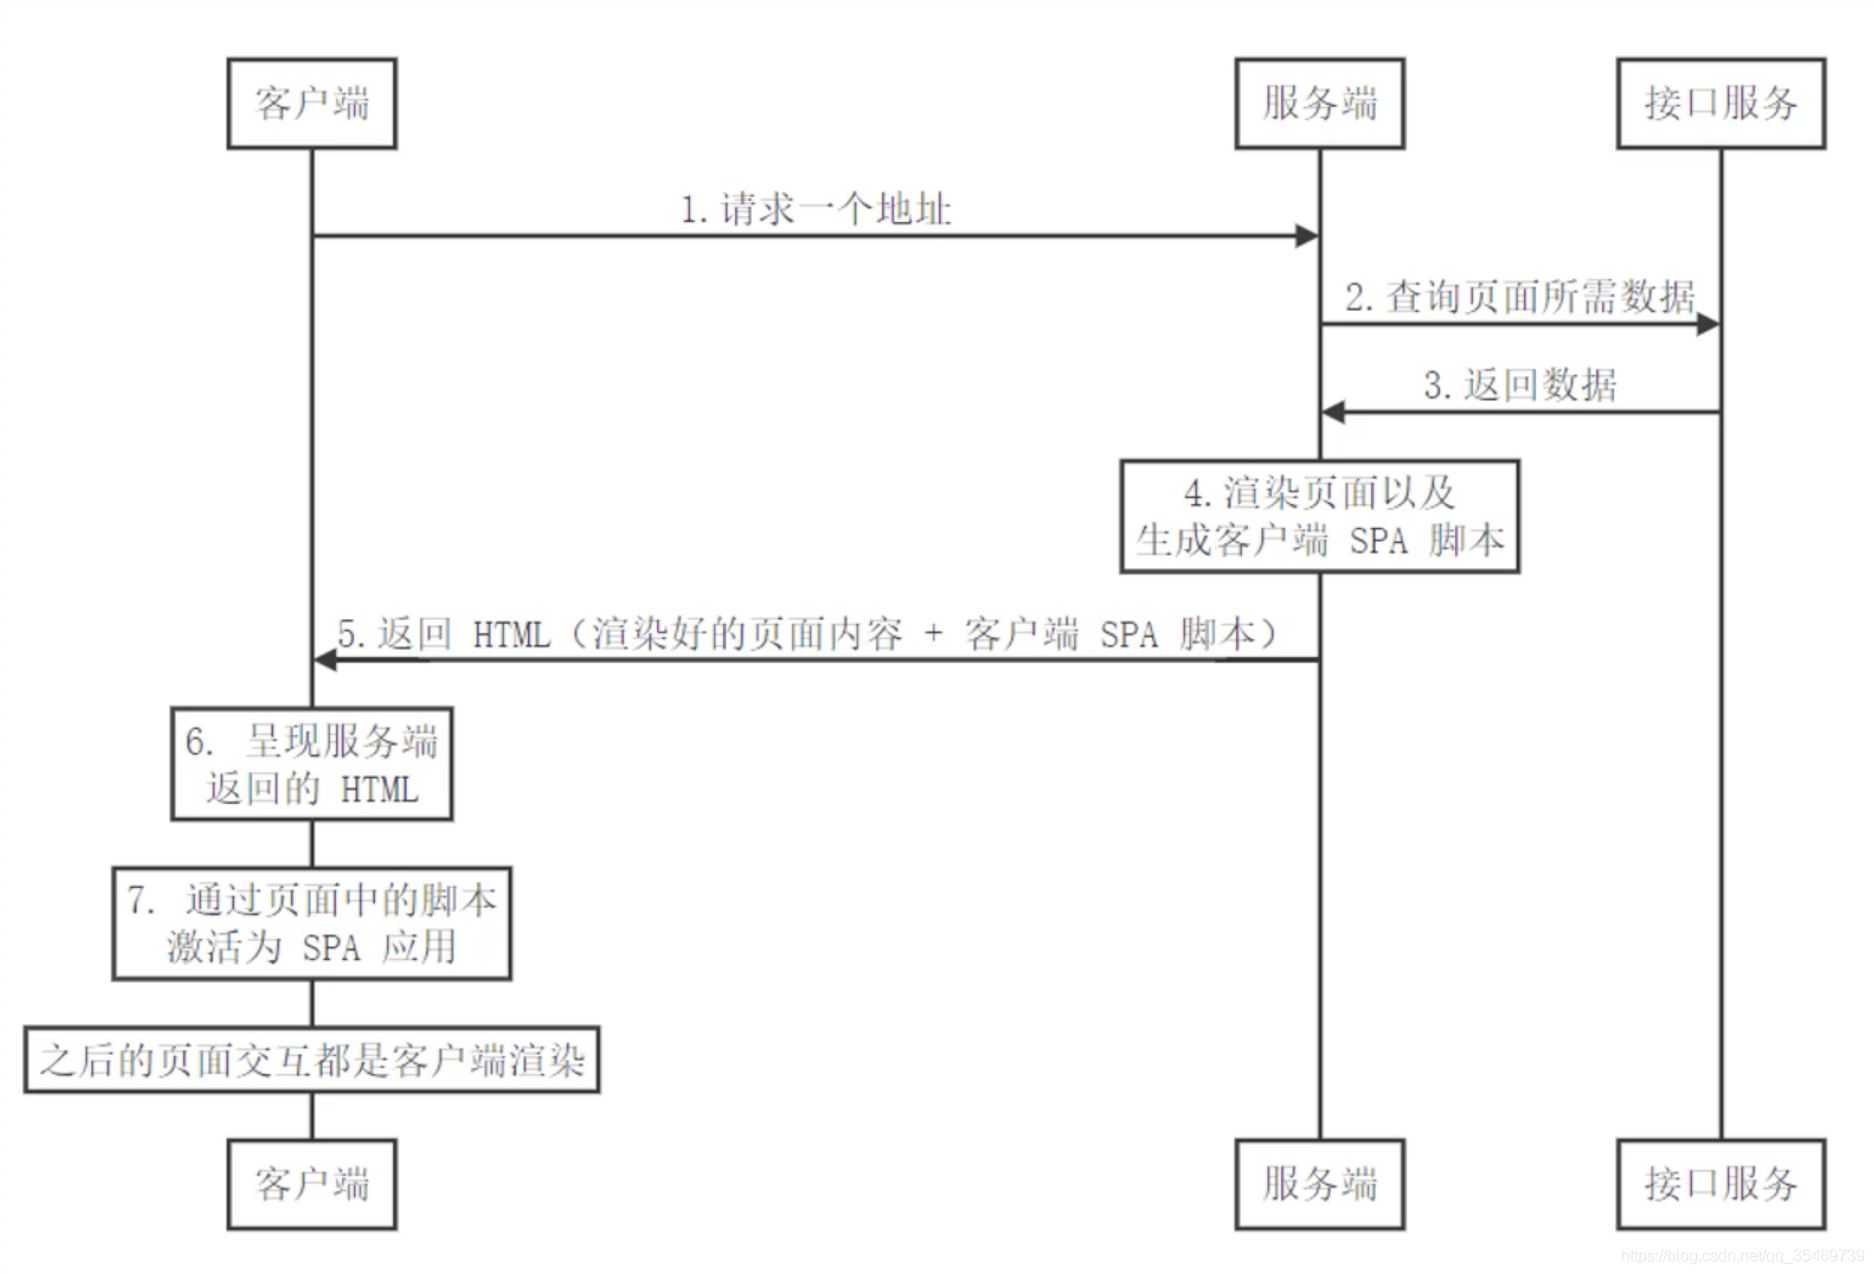 客户端
服务端
接口服务
1.请求一个地址
2.查询页面所需数据
3.返回数据
4.渲染页面以及
生成客户端 SPA 脚本
5.返回 HTML（渲染好的页面内容 + 客户端 SPA 脚本）
6. 呈现服务端
返回的 HTML
7. 通过页面中的脚本
激活为 SPA 应用
之后的页面交互都是客户端渲染
客户端
服务端
接口服务
https://blog.csdn.net/qq_35469739